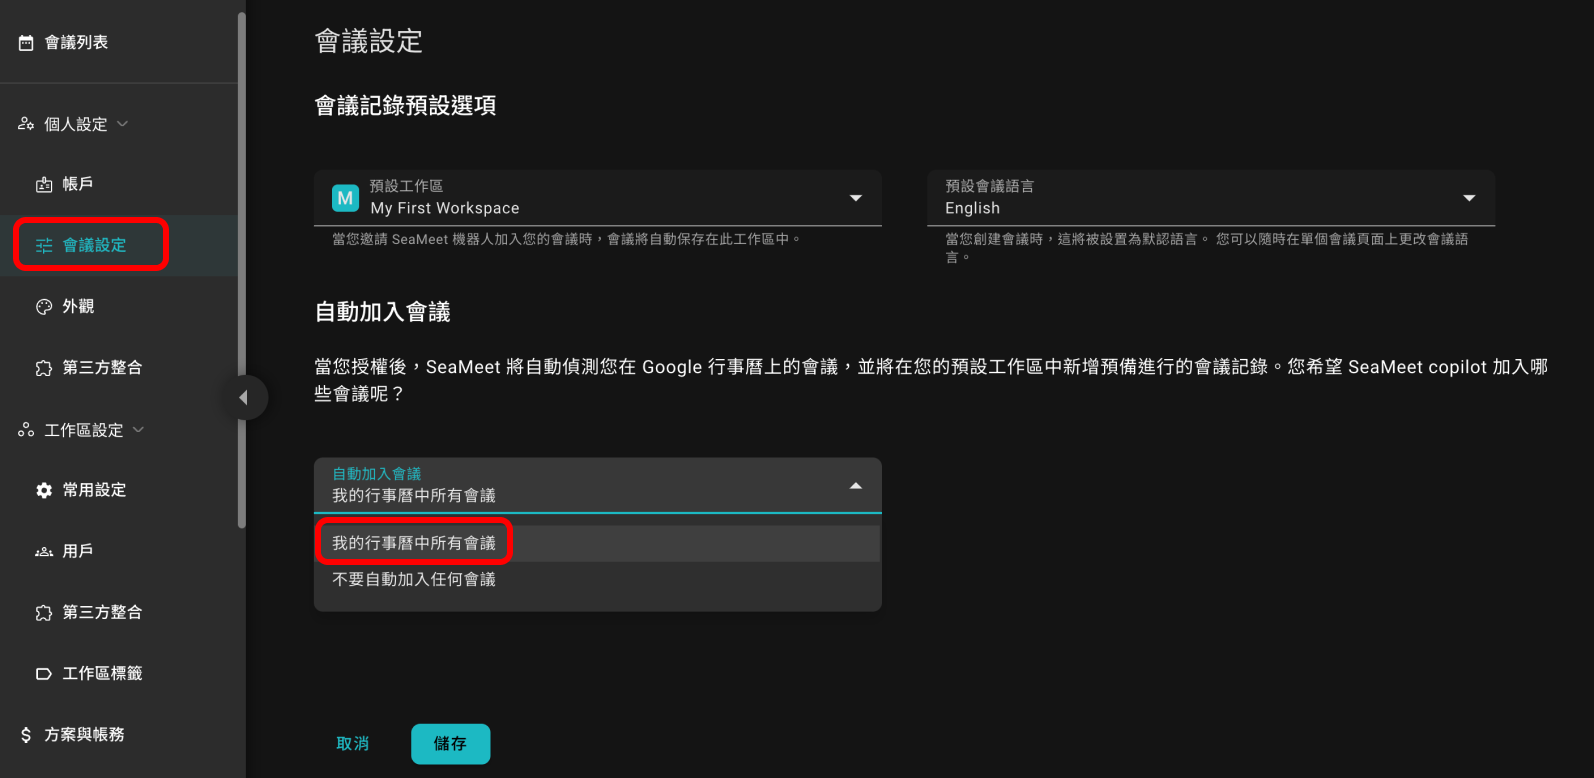 會議列表
個人設定
帳戶
會議設定
外觀
第三方整合
工作區設定
常用設定
用戶
第三方整合
工作區標籤
方案與帳務
會議設定
會議記錄預設選項
M
預設工作區
My First Workspace
當您邀請 SeaMeet 機器人加入您的會議時，會議將自動保存在此工作區中。
預設會議語言
English
當您創建會議時，這將被設置為默認語言。 您可以隨時在單個會議頁面上更改會議語
言。
自動加入會議
當您授權後，SeaMeet 將自動偵測您在 Google 行事曆上的會議，並將在您的預設工作區中新增預備進行的會議記錄。您希望 SeaMeet copilot 加入哪
些會議呢？
自動加入會議
我的行事曆中所有會議
我的行事曆中所有會議
不要自動加入任何會議
取消
儲存